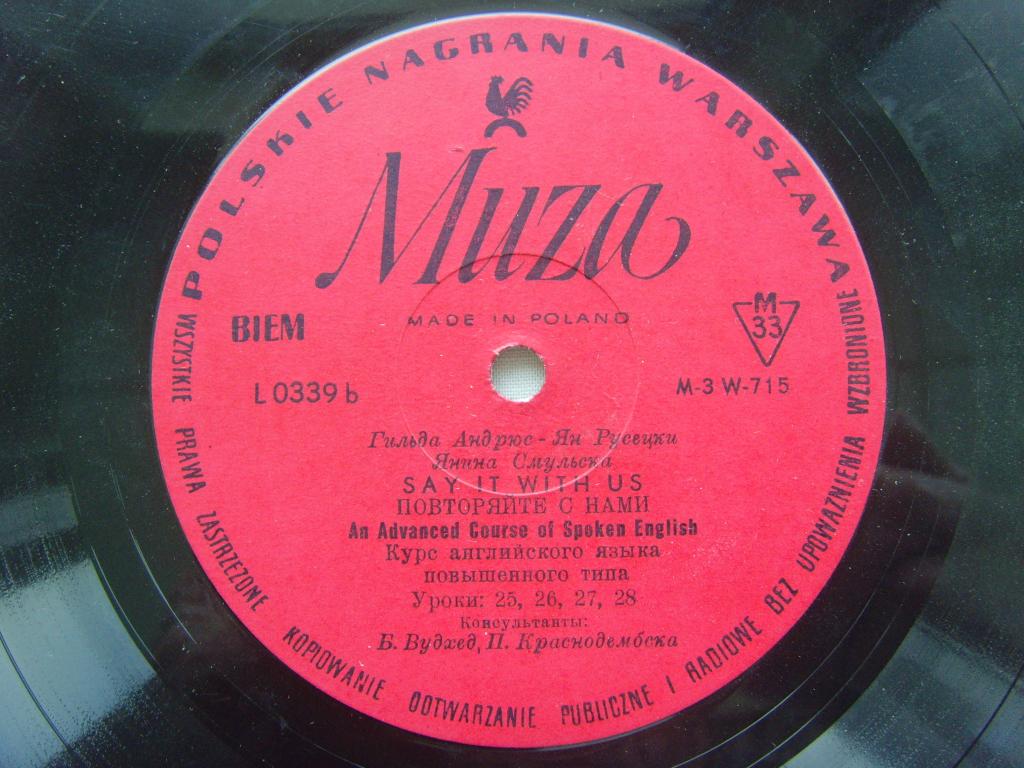 POLSKIE NAGRANIA WARSZAWA
Muza
MADE IN POLAND
BIEM
M
33
L 0339 b
M-3 W-715
Гильда Андрюс - Ян Русецки
Янина Смульска
SAY IT WITH US
ПОВТОРЯЙТЕ С НАМИ
An Advanced Course of Spoken English
Курс английского языка
повышенного типа
Уроки: 25, 26, 27, 28
Консультанты:
Б. Вудхед, П. Краснодембска
WSZYSTKIE PRAWA ZASTRZEZONE KOPIOWANIE ODTWARZANIE PUBLICZNE I RADIOWE BEZ UPOWAZNIENIA WZBRONIONE